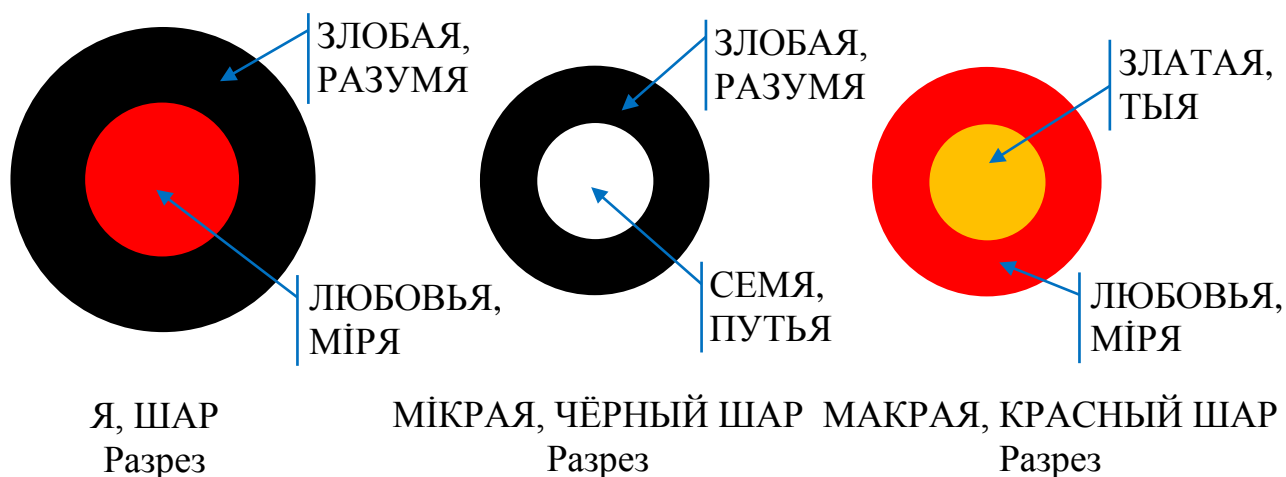 ЗЛОБАЯ,
РАЗУМЯ
ЛЮБОВЬЯ,
МІРЯ
Я, ШАР
Разрез
ЗЛОБАЯ,
РАЗУМЯ
СЕМЯ,
ПУТЬЯ
МІКРАЯ, ЧЁРНЫЙ ШАР
Разрез
ЗЛАТАЯ,
ТЫЯ
ЛЮБОВЬЯ,
МІРЯ
МАКРАЯ, КРАСНЫЙ ШАР
Разрез